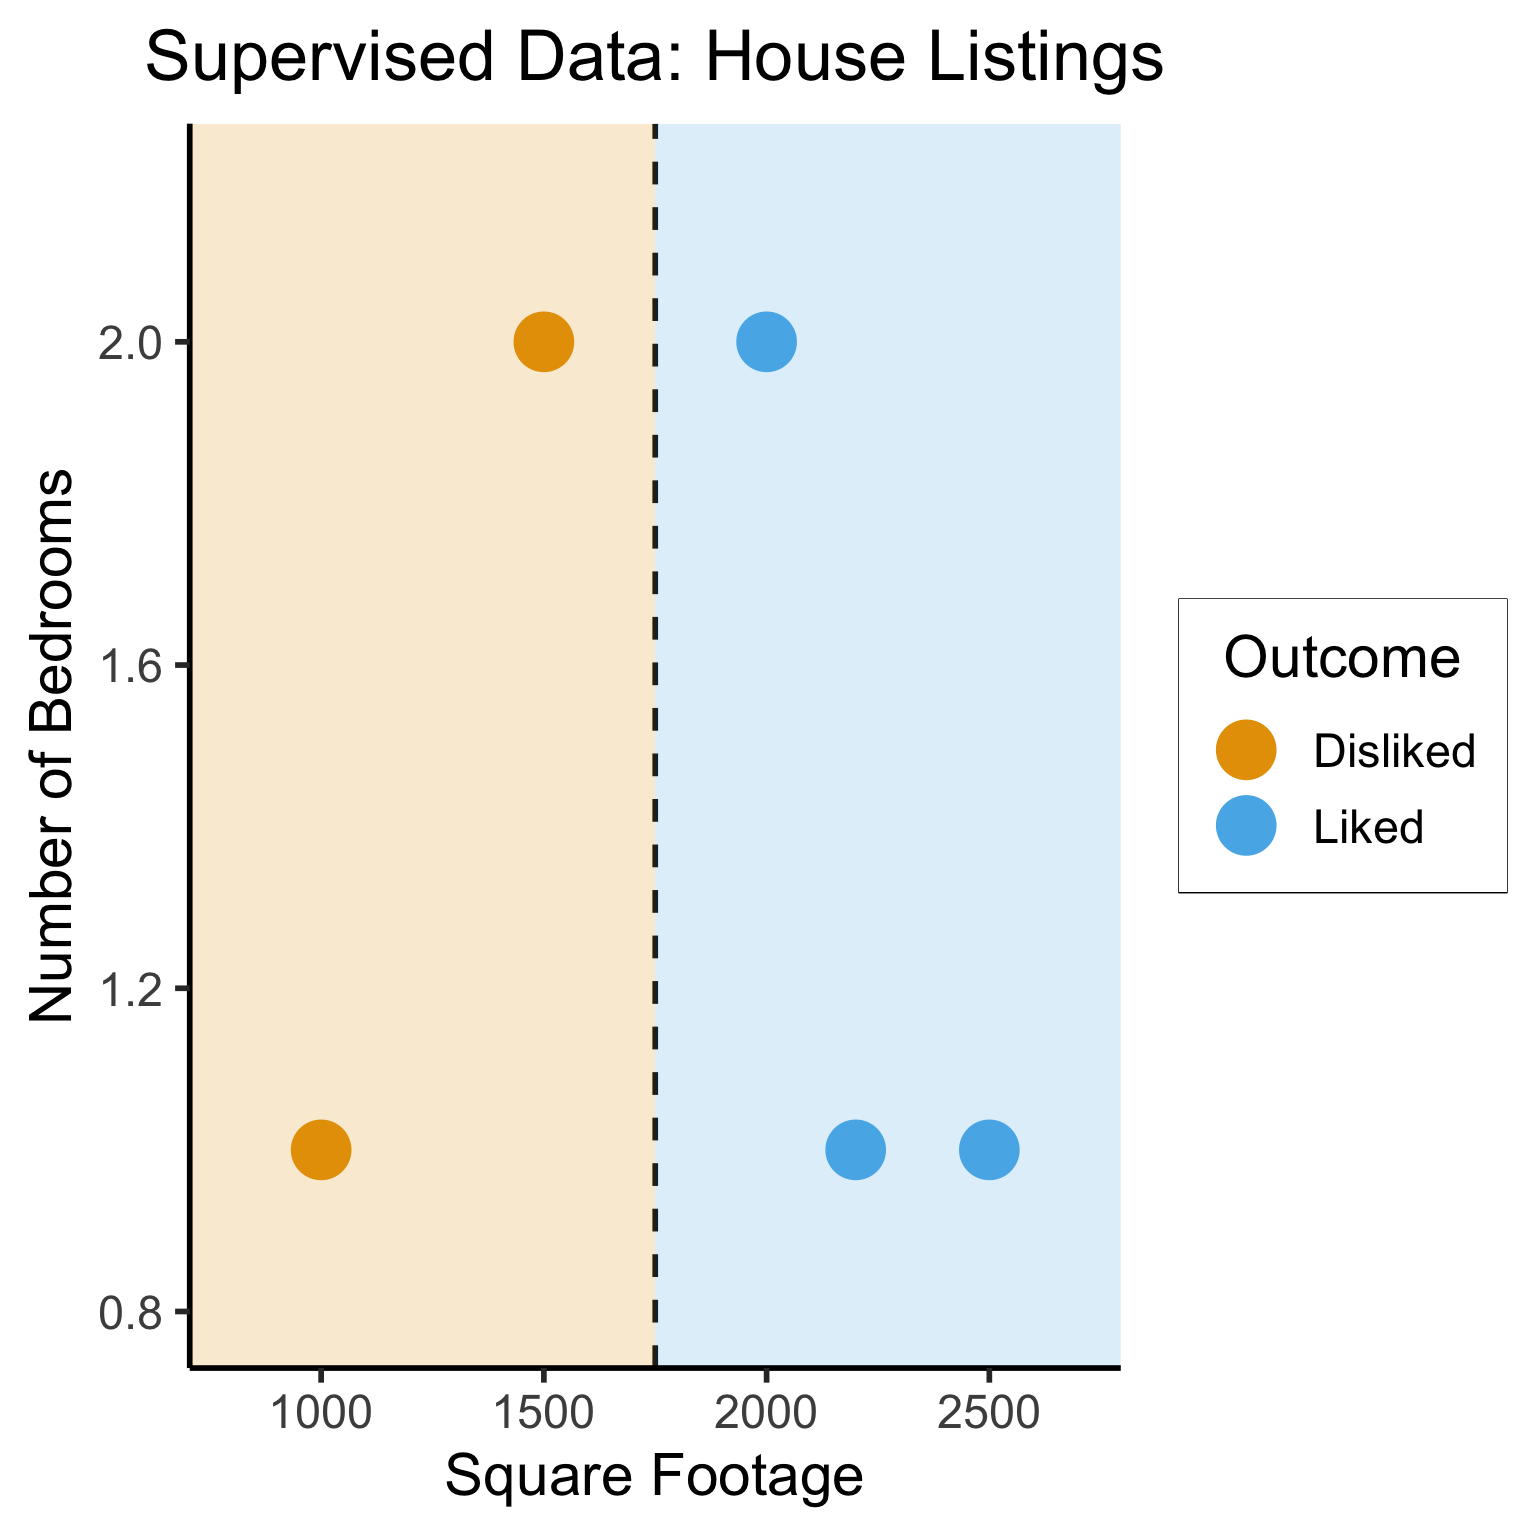 Supervised Data: House Listings
Number of Bedrooms
2.0
1.6
1.2
0.8
1000 1500 2000 2500
Square Footage
Outcome
Disliked
Liked